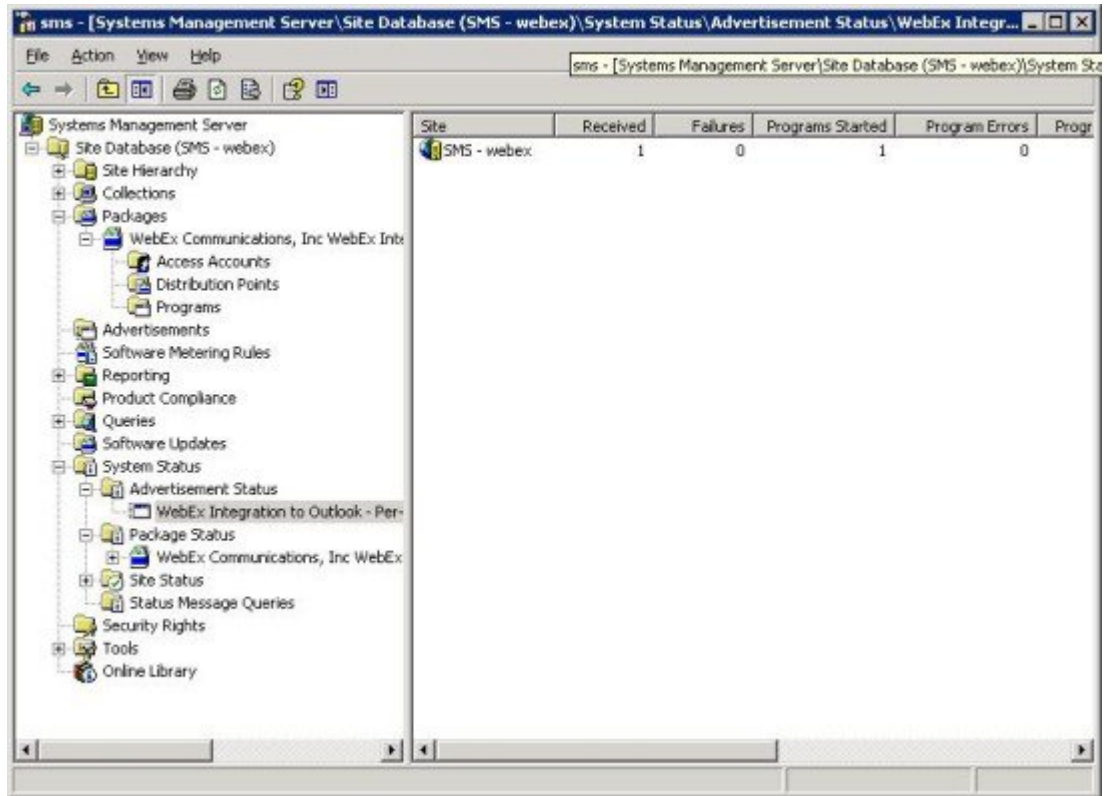 sms - [Systems Management Server\Site Database (SMS - webex)\System Status\Advertisement Status\WebEx Integr...
File Action View Help
sms - [Systems Management Server\Site Database (SMS - webex)\System Sta
Systems Management Server
Site Database (SMS - webex)
Site Hierarchy
Collections
Packages
WebEx Communications, Inc WebEx Inte
Access Accounts
Distribution Points
Programs
Advertisements
Software Metering Rules
Reporting
Product Compliance
Queries
Software Updates
System Status
Advertisement Status
WebEx Integration to Outlook - Per-
Package Status
WebEx Communications, Inc WebEx
Site Status
Status Message Queries
Security Rights
Tools
Online Library
Site Received Failures Programs Started Program Errors Progr
SMS - webex 1 0 1 0